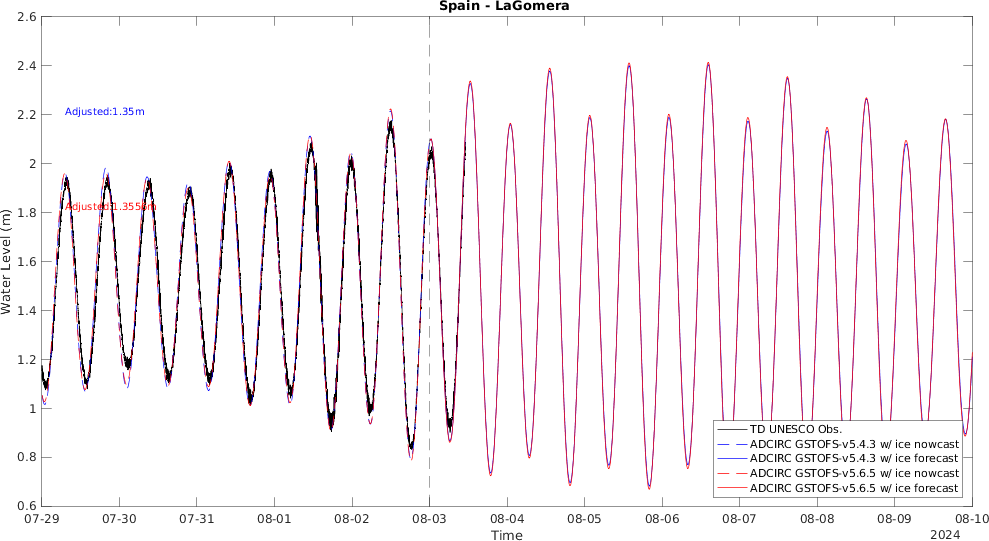 Spain - LaGomera
2.6
2.4
2.2
2
1.8
1.6
1.4
1.2
1
0.8
0.6
Water Level (m)
Adjusted:1.35m
Adjusted:1.3555m
TD UNESCO Obs.
ADCIRC GSTOFS-v5.4.3 w/ ice nowcast
ADCIRC GSTOFS-v5.4.3 w/ ice forecast
ADCIRC GSTOFS-v5.6.5 w/ ice nowcast
ADCIRC GSTOFS-v5.6.5 w/ ice forecast
07-29 07-30 07-31 08-01 08-02 08-03 08-04 08-05 08-06 08-07 08-08 08-09 08-10
Time
2024